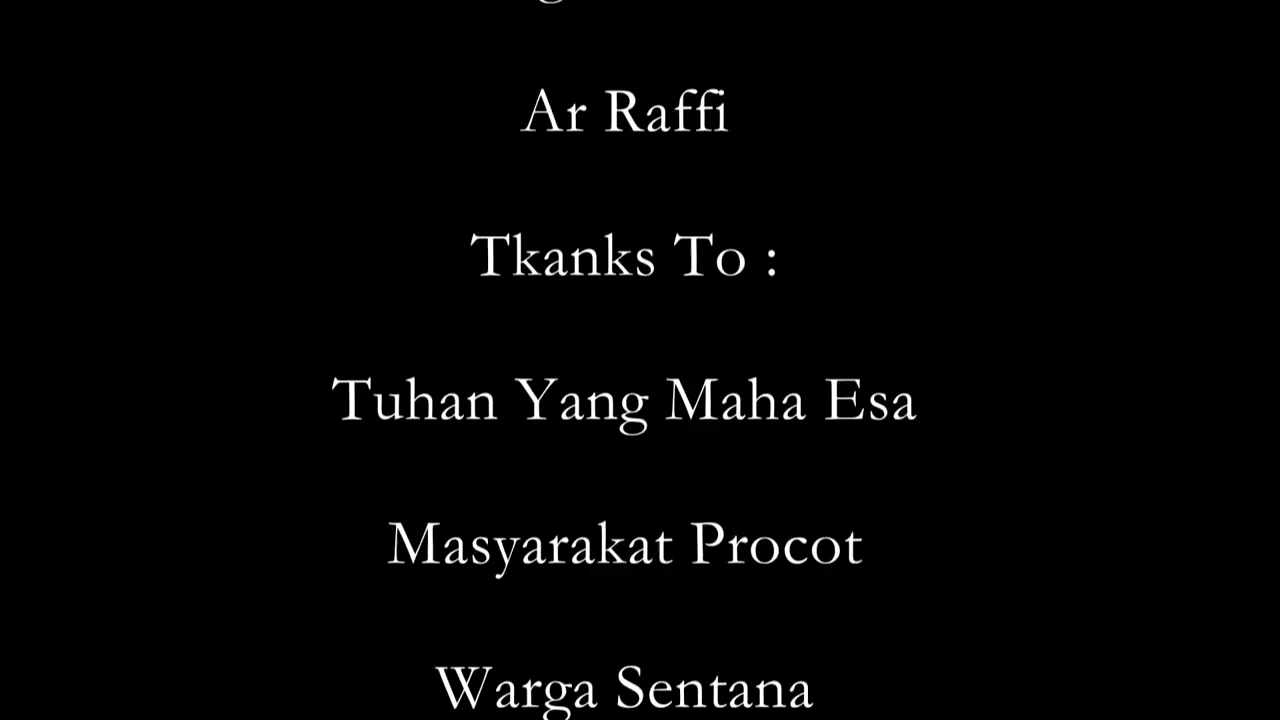 Ar Raffi
Tkanks To :
Tuhan Yang Maha Esa
Masyarakat Procot
Warga Sentana